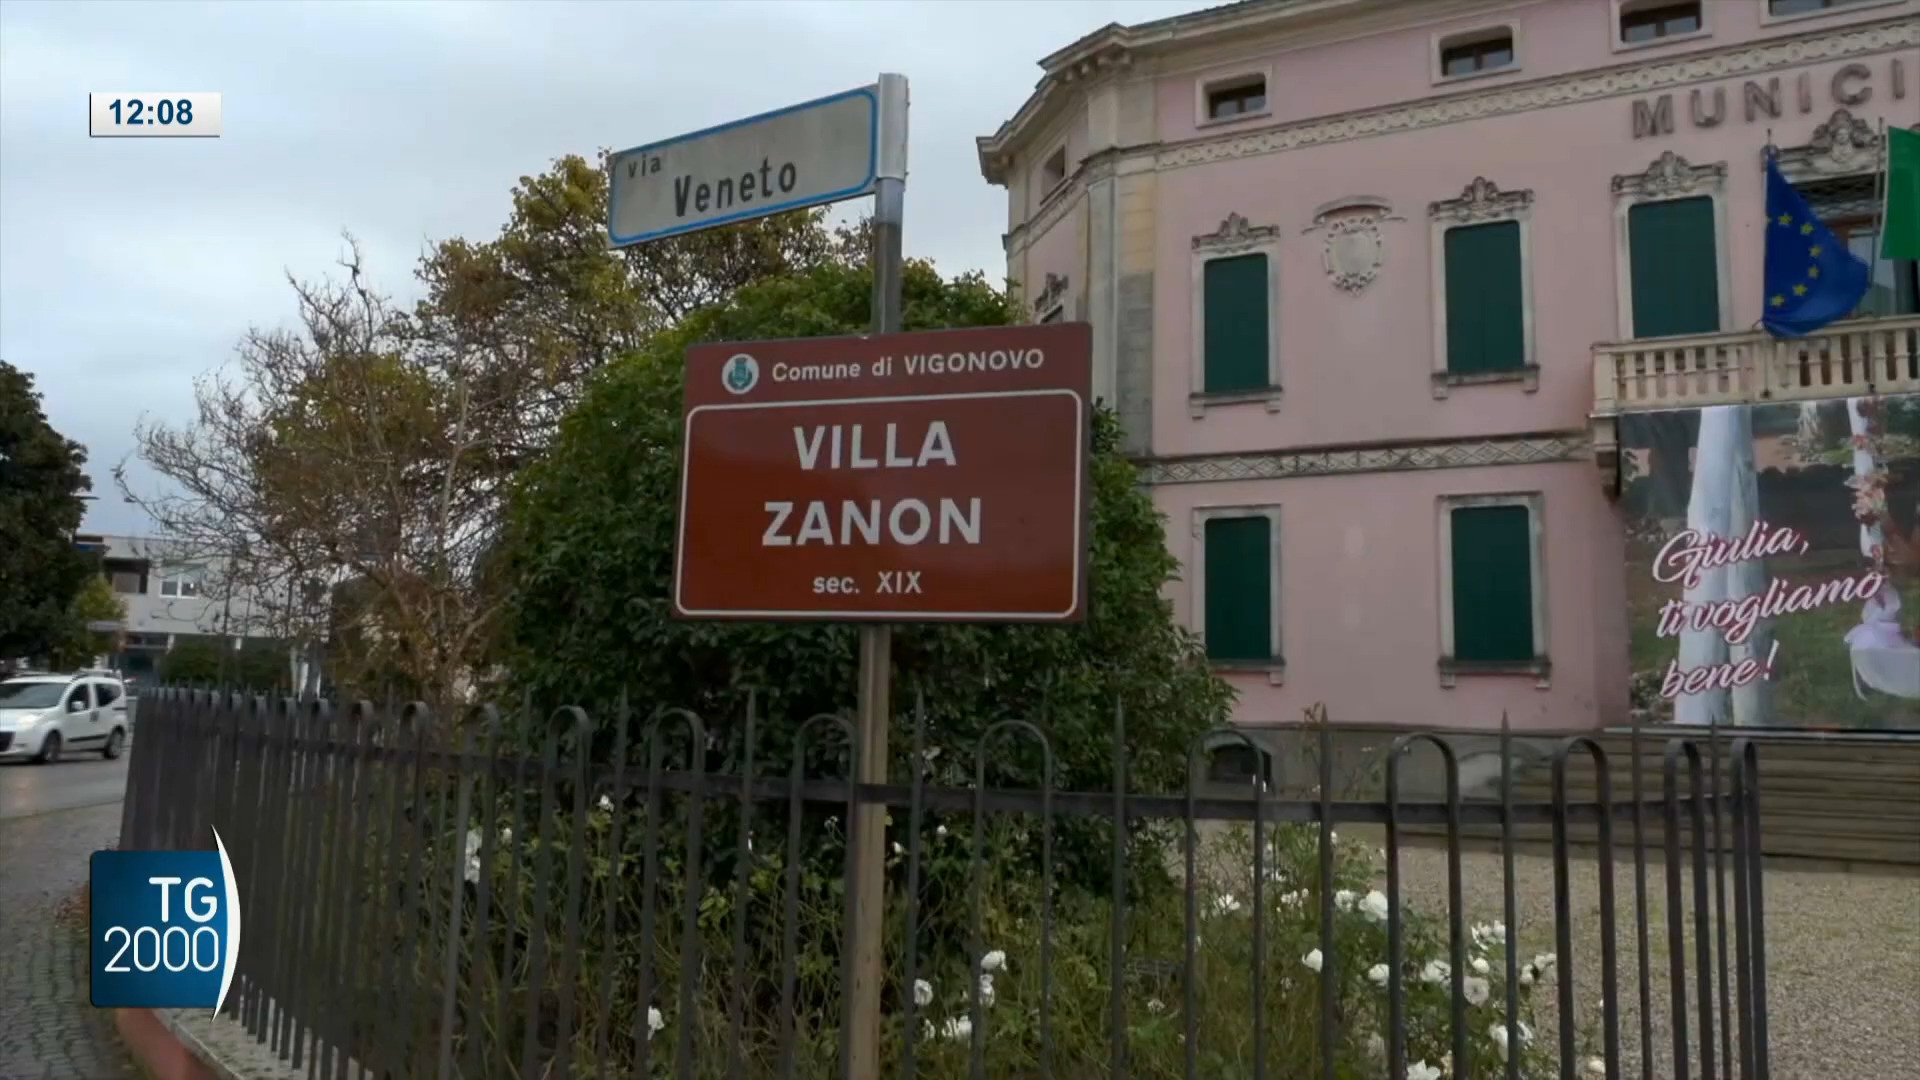 12:08
via
Veneto
MUNICI
Comune di VIGONOVO
VILLA
ZANON
sec. XIX
Giulia,
ti vogliamo
bene!
TG
2000